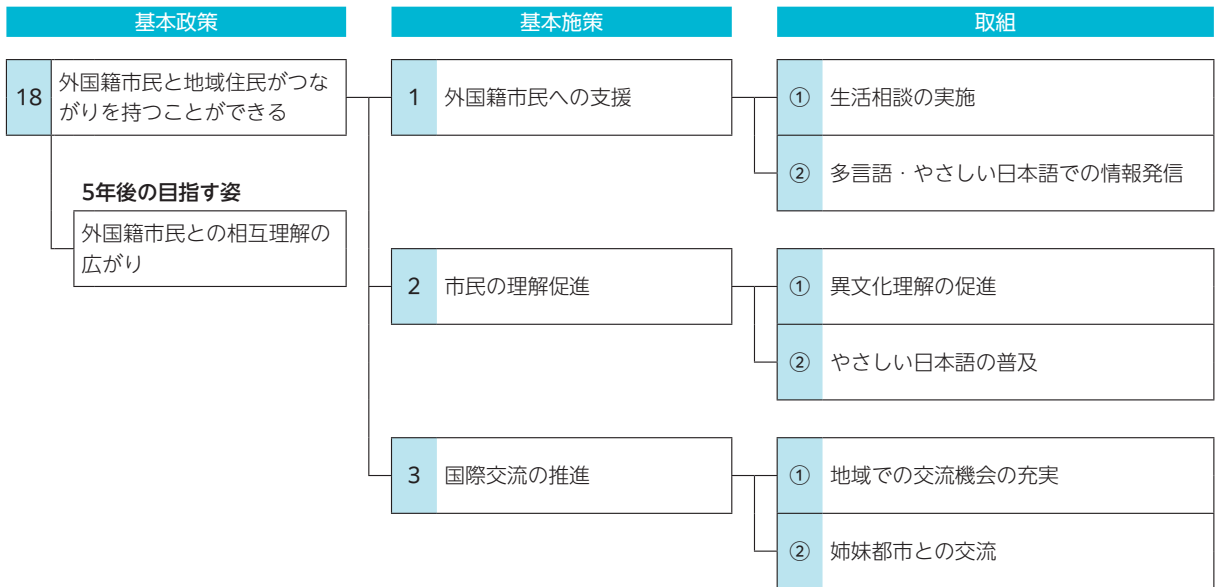 基本政策
基本施策
取組
18
外国籍市民と地域住民がつな
がりを持つことができる
5年後の目指す姿
外国籍市民との相互理解の
広がり
1 外国籍市民への支援
① 生活相談の実施
② 多言語・やさしい日本語での情報発信
2 市民の理解促進
① 異文化理解の促進
② やさしい日本語の普及
3 国際交流の推進
① 地域での交流機会の充実
② 姉妹都市との交流